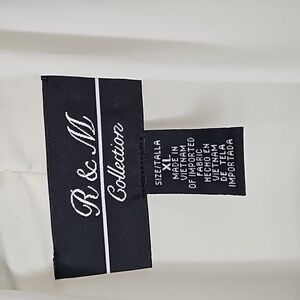 R & M
Collection
SIZE/TALLA
XL
MADE IN
VIETNAM
OF IMPORTED
FABRIC
HECHO EN
VIETNAM
DE TELA
IMPORTADA